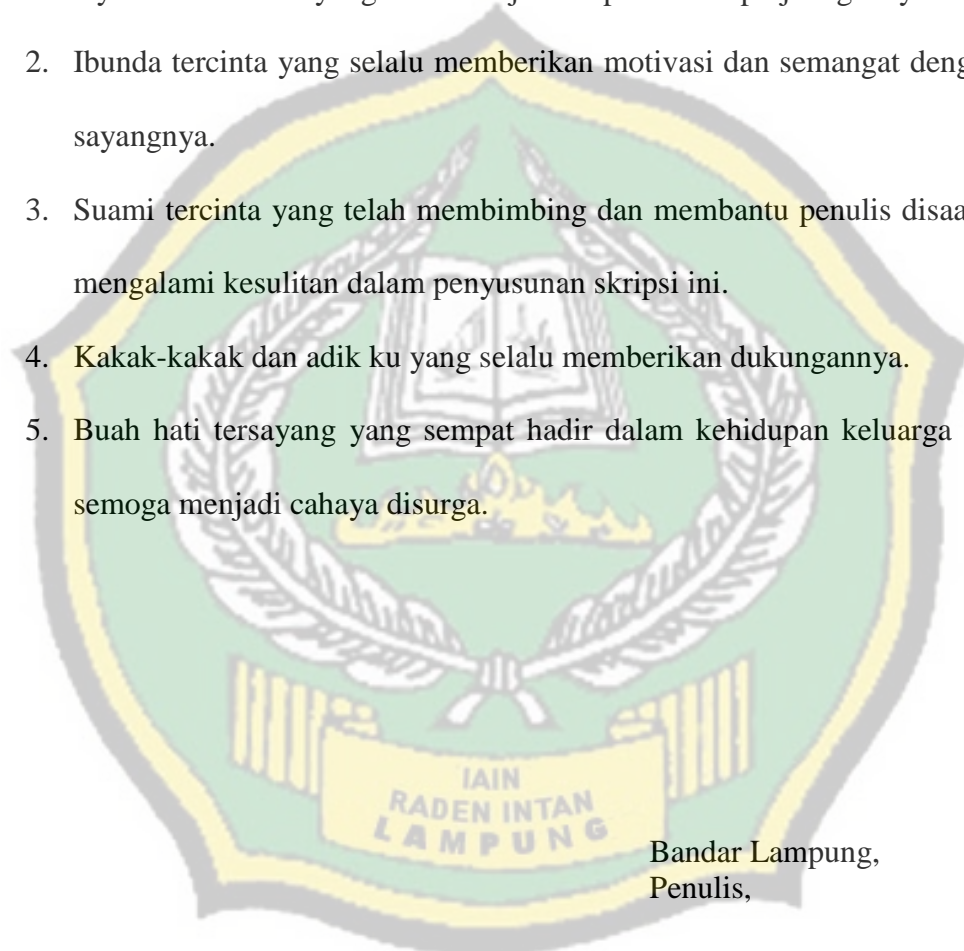 2. Ibunda tercinta yang selalu memberikan motivasi dan semangat
sayangnya.
3. Suami tercinta yang telah membimbing dan membantu penulis
mengalami kesulitan dalam penyusunan skripsi ini.
4. Kakak-kakak dan adik ku yang selalu memberikan dukungannya.
5. Buah hati tersayang yang sempat hadir dalam kehidupan keluarga
semoga menjadi cahaya disurga.
IAIN
RADEN INTAN
LAMPUNG
Bandar Lampung,
Penulis,